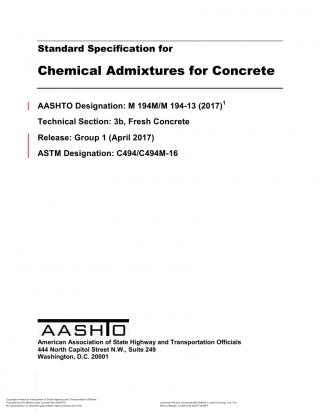 Standard Specification for
Chemical Admixtures for Concrete
AASHTO Designation: M 194M/M 194-13 (2017)¹
Technical Section: 3b, Fresh Concrete
Release: Group 1 (April 2017)
ASTM Designation: C494/C494M-16
AASHTO
American Association of State Highway and Transportation Officials
444 North Capitol Street N.W., Suite 249
Washington, D.C. 20001